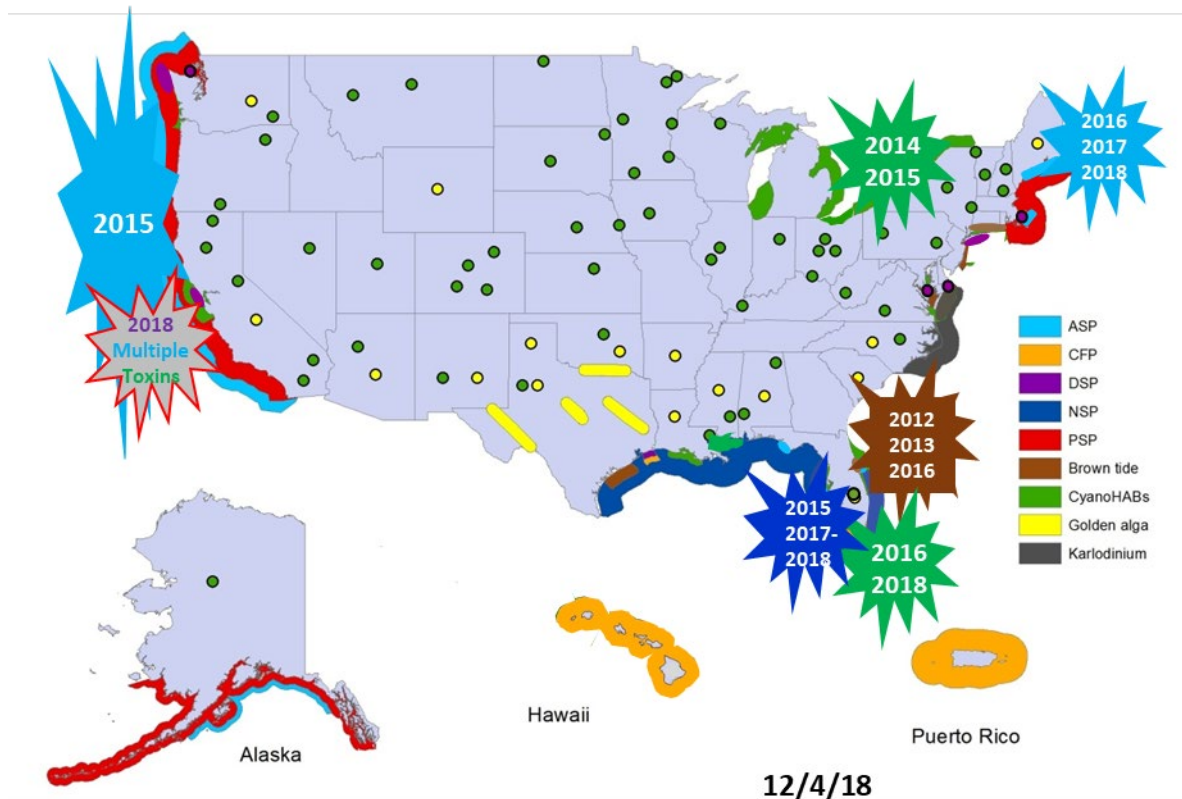 2015
2018
Multiple
Toxins
2014
2015
2016
2017
2018
2012
2013
2016
2015
2017-
2018
2016
2018
ASP
CFP
DSP
NSP
PSP
Brown tide
CyanoHABs
Golden alga
Karlodinium
Alaska
Hawaii
Puerto Rico
12/4/18